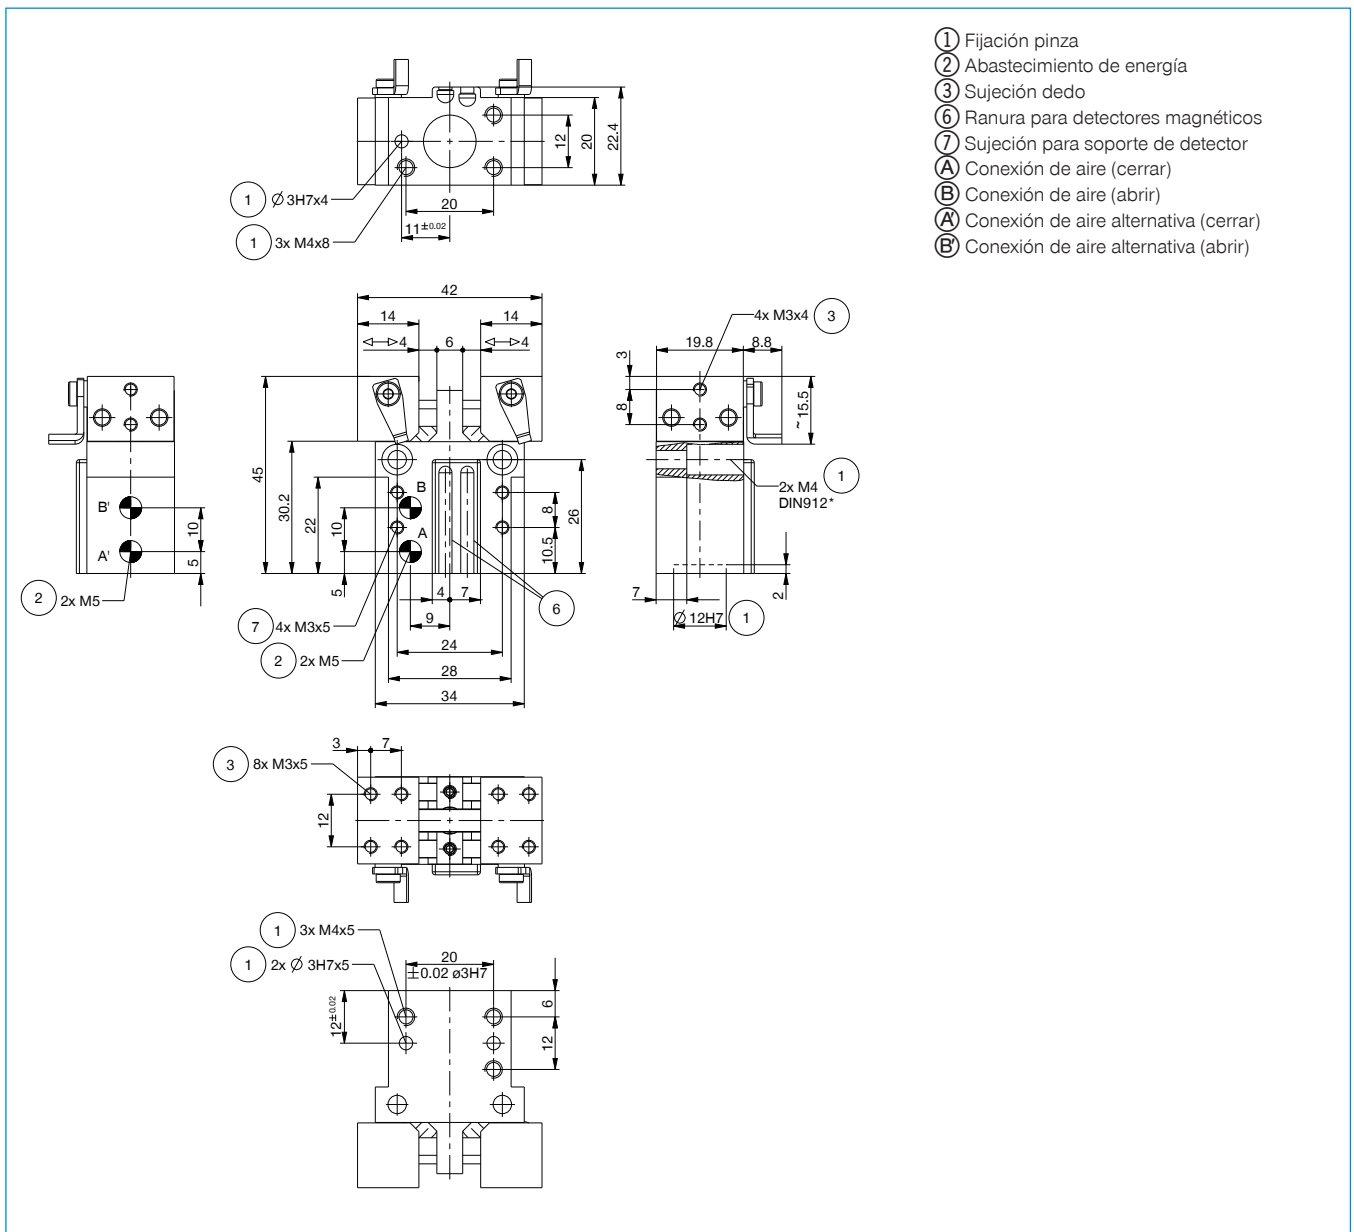 1 Fijación pinza
2 Abastecimiento de energía
3 Sujeción dedo
6 Ranura para detectores magnéticos
7 Sujeción para soporte de detector
A Conexión de aire (cerrar)
B Conexión de aire (abrir)
A' Conexión de aire alternativa (cerrar)
B' Conexión de aire alternativa (abrir)
12
20
22.4
1 Ø 3H7x4
20
11±0.02
1 3x M4x8
42
14
14
4
6
4
45
30.2
22
10
5
B
A
8
10.5
26
4
7
9
24
28
34
6
7 4x M3x5
2 2x M5
B'
A'
10
5
2 2x M5
4x M3x4 3
3
19.8
8.8
8
~15.5
2x M4 1
DIN912*
7
2
Ø 12H7 1
3
7
3 8x M3x5
12
1 3x M4x5
1 2x Ø 3H7x5
20
±0.02 ø3H7
12±0.02
6
12